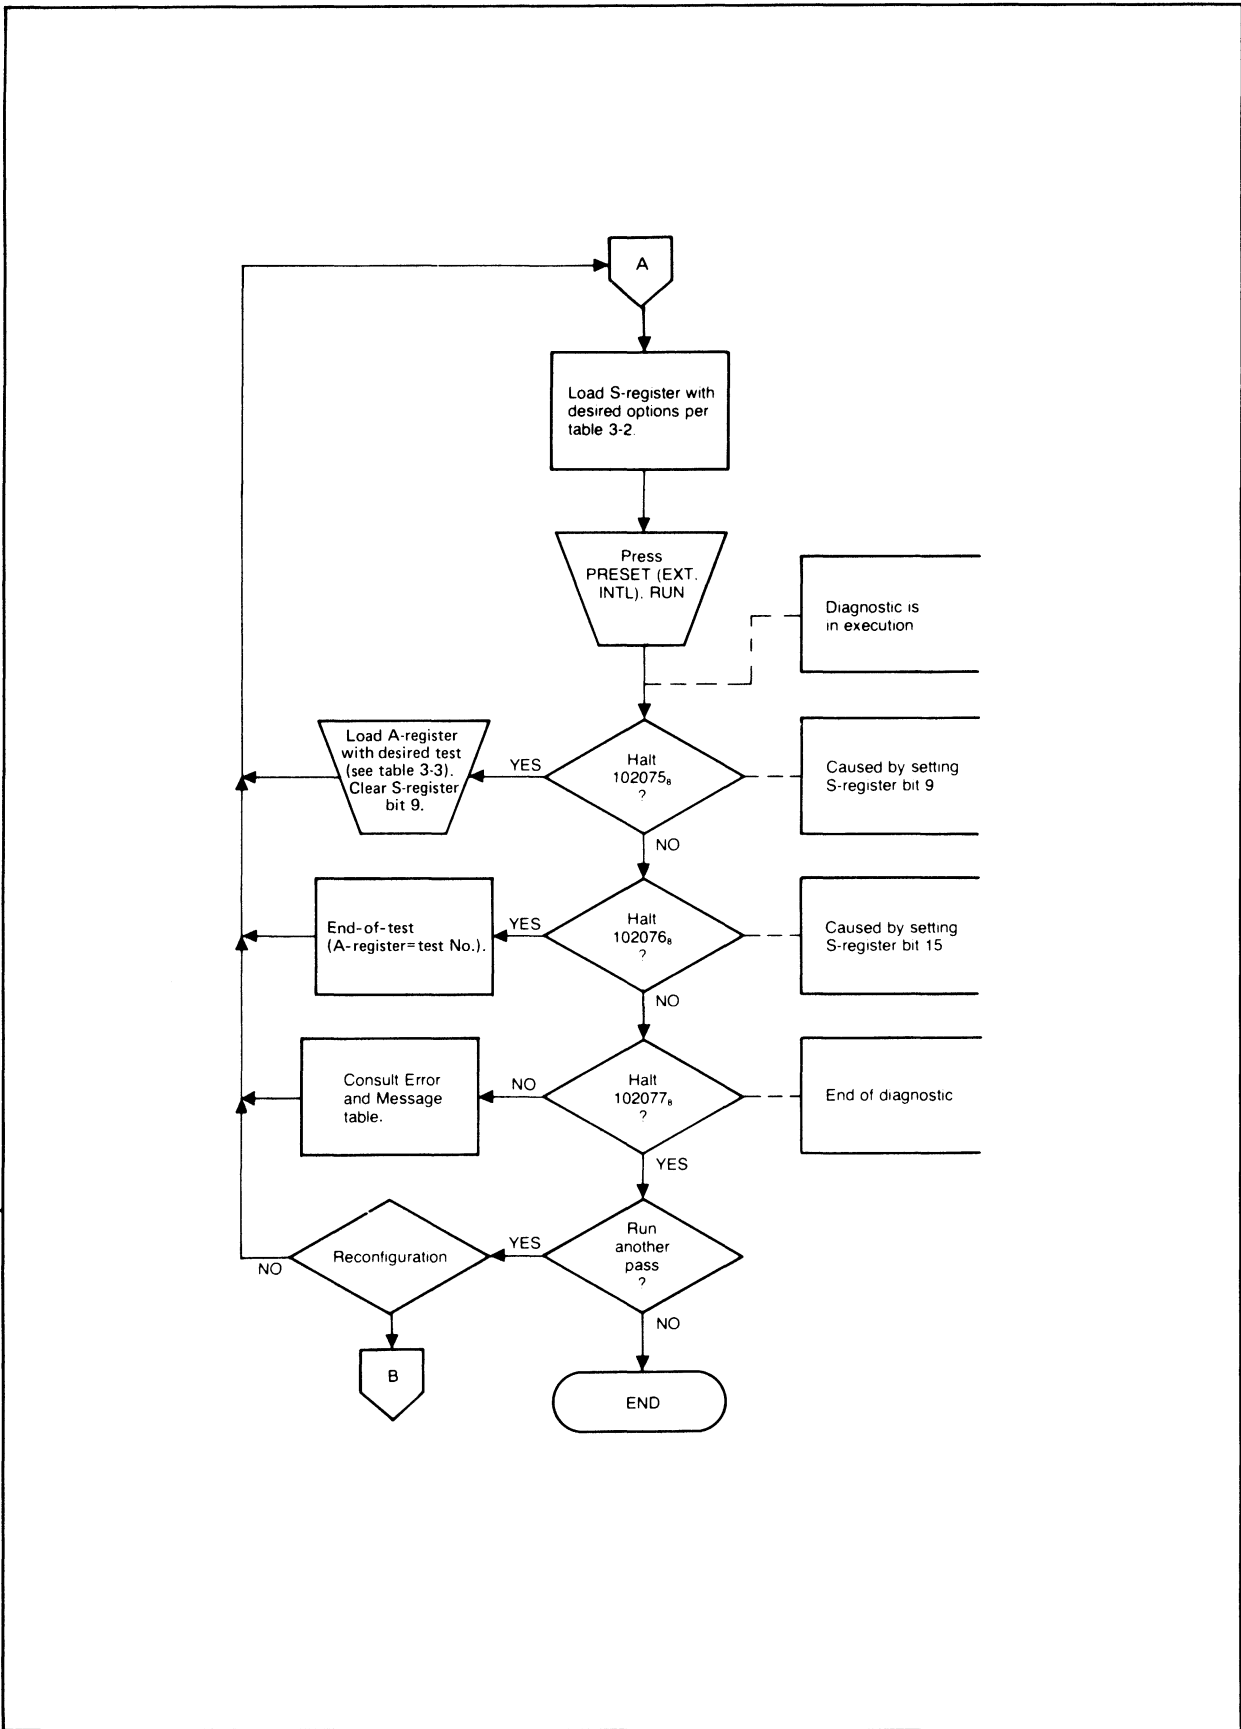 A
Load S-register with
desired options per
table 3-2.
Press
PRESET (EXT.
INTL). RUN
Diagnostic is
in execution
Load A-register
with desired test
(see table 3-3).
Clear S-register
bit 9.
YES
Halt
102075₈
?
Caused by setting
S-register bit 9
NO
End-of-test
(A-register=test No.).
YES
Halt
102076₈
?
Caused by setting
S-register bit 15
NO
Consult Error
and Message
table.
NO
Halt
102077₈
?
End of diagnostic
YES
NO
Reconfiguration
YES
Run
another
pass
?
NO
B
END